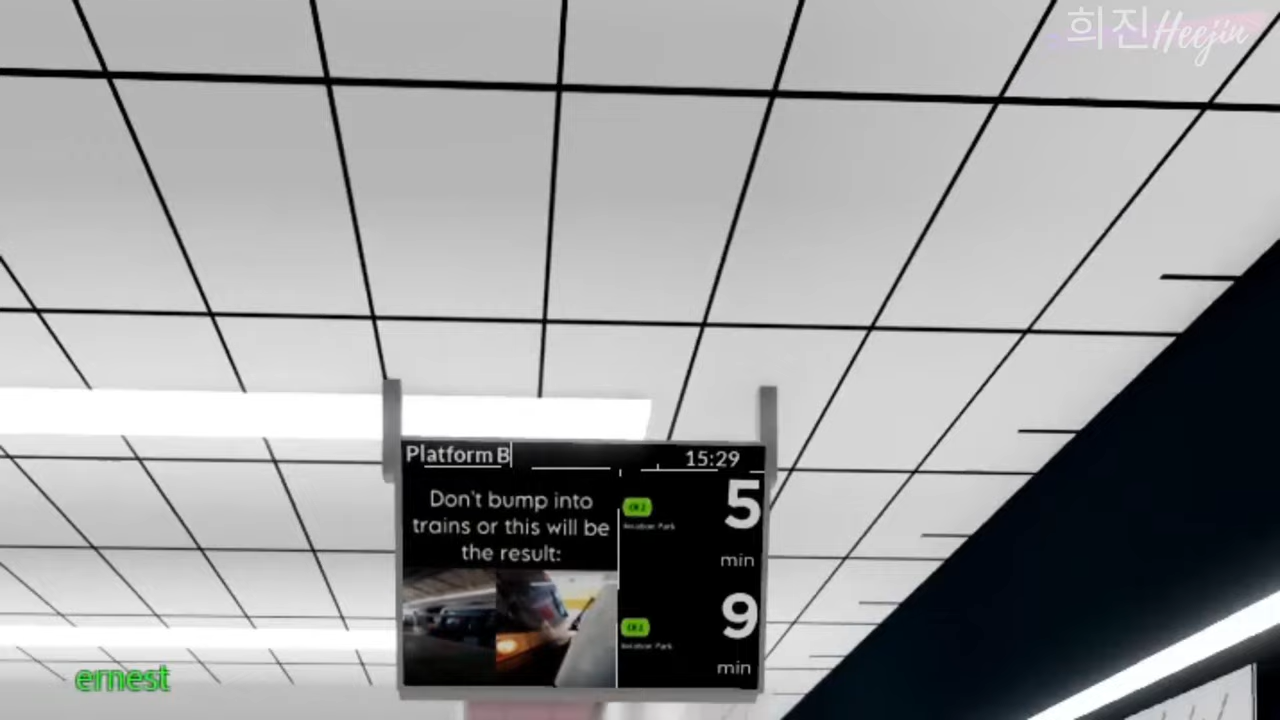 희진Heejin
Platform B
15:29
Don't bump into
trains or this will be
the result:
5
min
9
min
ernest